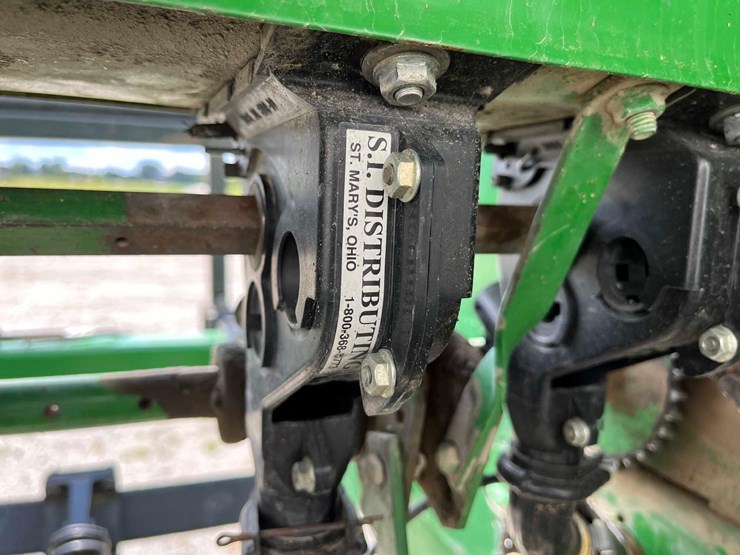 S.I. DISTRIBUTIN
ST. MARY'S, OHIO